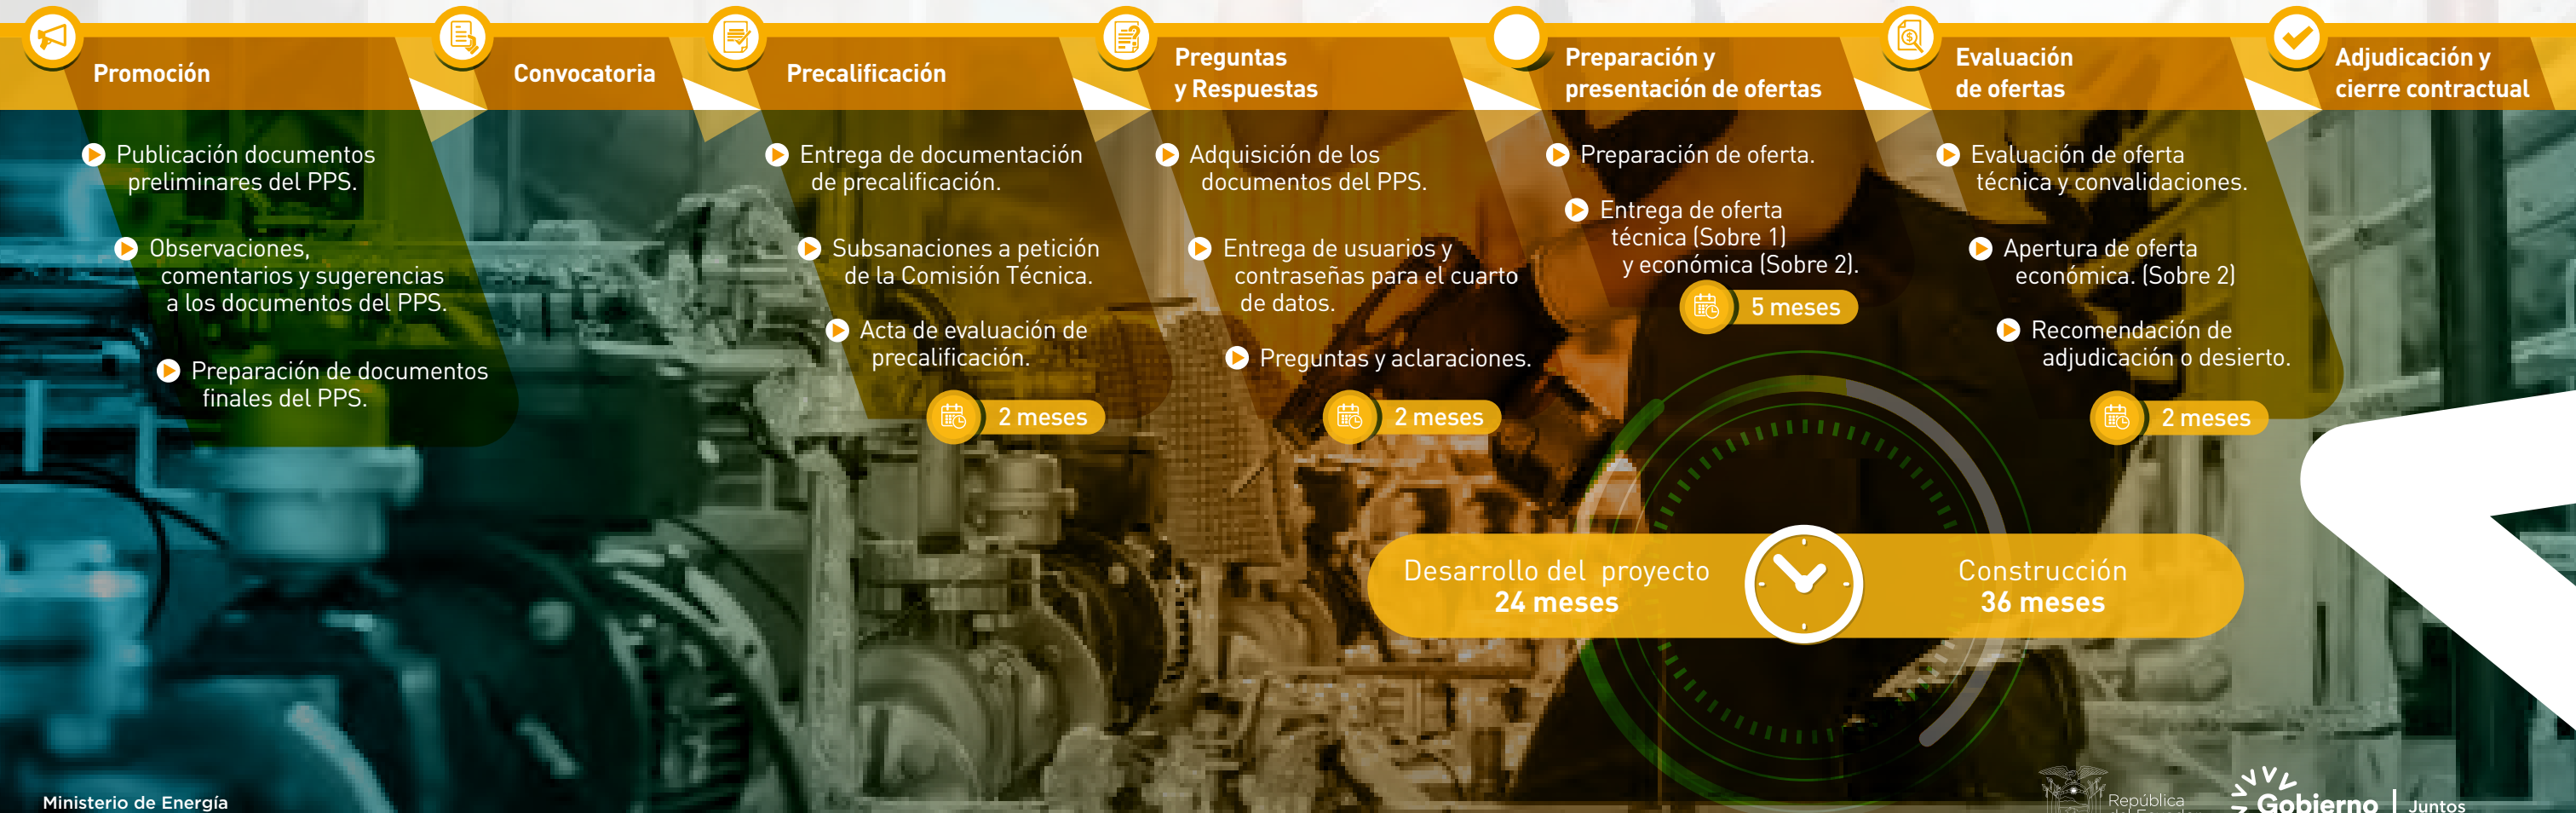 Promoción
Publicación documentos
preliminares del PPS.
Observaciones,
comentarios y sugerencias
a los documentos del PPS.
Preparación de documentos
finales del PPS.
Convocatoria
Precalificación
Entrega de documentación
de precalificación.
Subsanaciones a petición
de la Comisión Técnica.
Acta de evaluación de
precalificación.
2 meses
Preguntas
y Respuestas
Adquisición de los
documentos del PPS.
Entrega de usuarios y
contraseñas para el cuarto
de datos.
Preguntas y aclaraciones.
2 meses
Preparación y
presentación de ofertas
Preparación de oferta.
Entrega de oferta
técnica (Sobre 1)
y económica (Sobre 2).
5 meses
Evaluación
de ofertas
Evaluación de oferta
técnica y convalidaciones.
Apertura de oferta
económica. (Sobre 2)
Recomendación de
adjudicación o desierto.
2 meses
Adjudicación y
cierre contractual
Desarrollo del proyecto
24 meses
Construcción
36 meses
Ministerio de Energía
República
Gobierno
Juntos